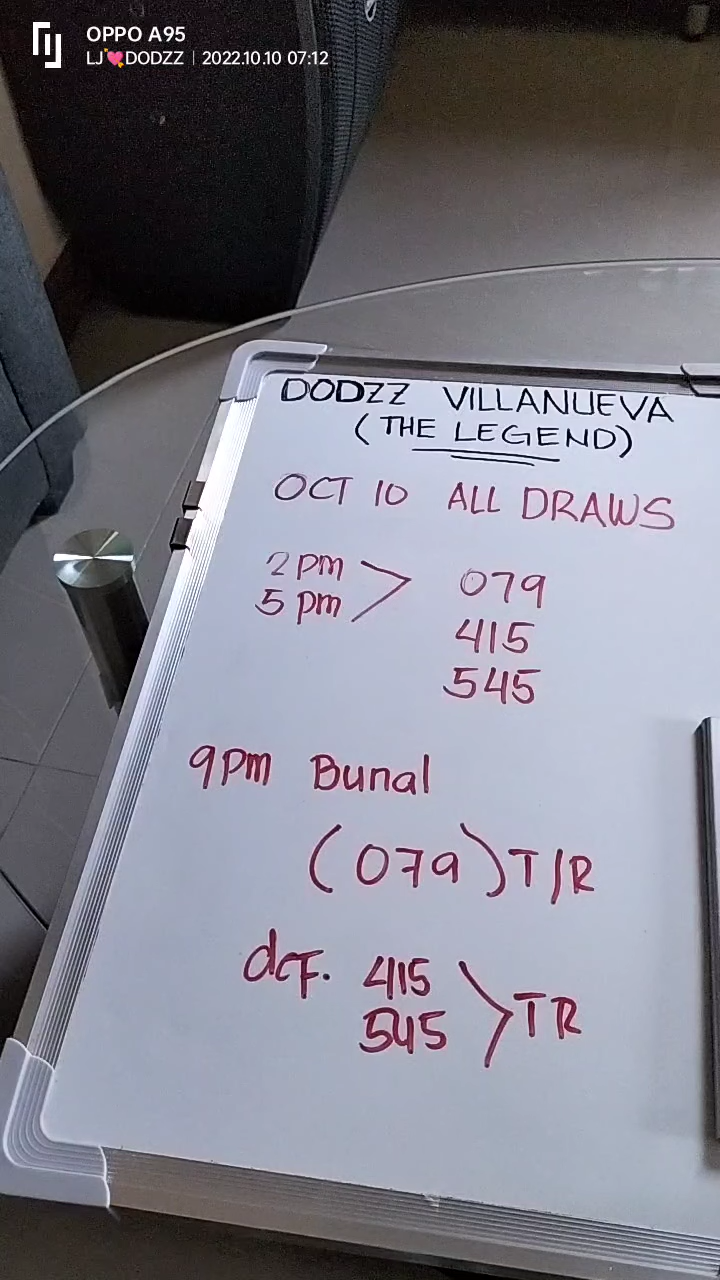 OPPO A95
LJ💘DODZZ | 2022.10.10 07:12
DODZZ VILLANUEVA
(THE LEGEND)
OCT 10 ALL DRAWS
2pm > 079
5pm 415
545
9pm Bunal
(079) T/R
def. 415 > TR
545